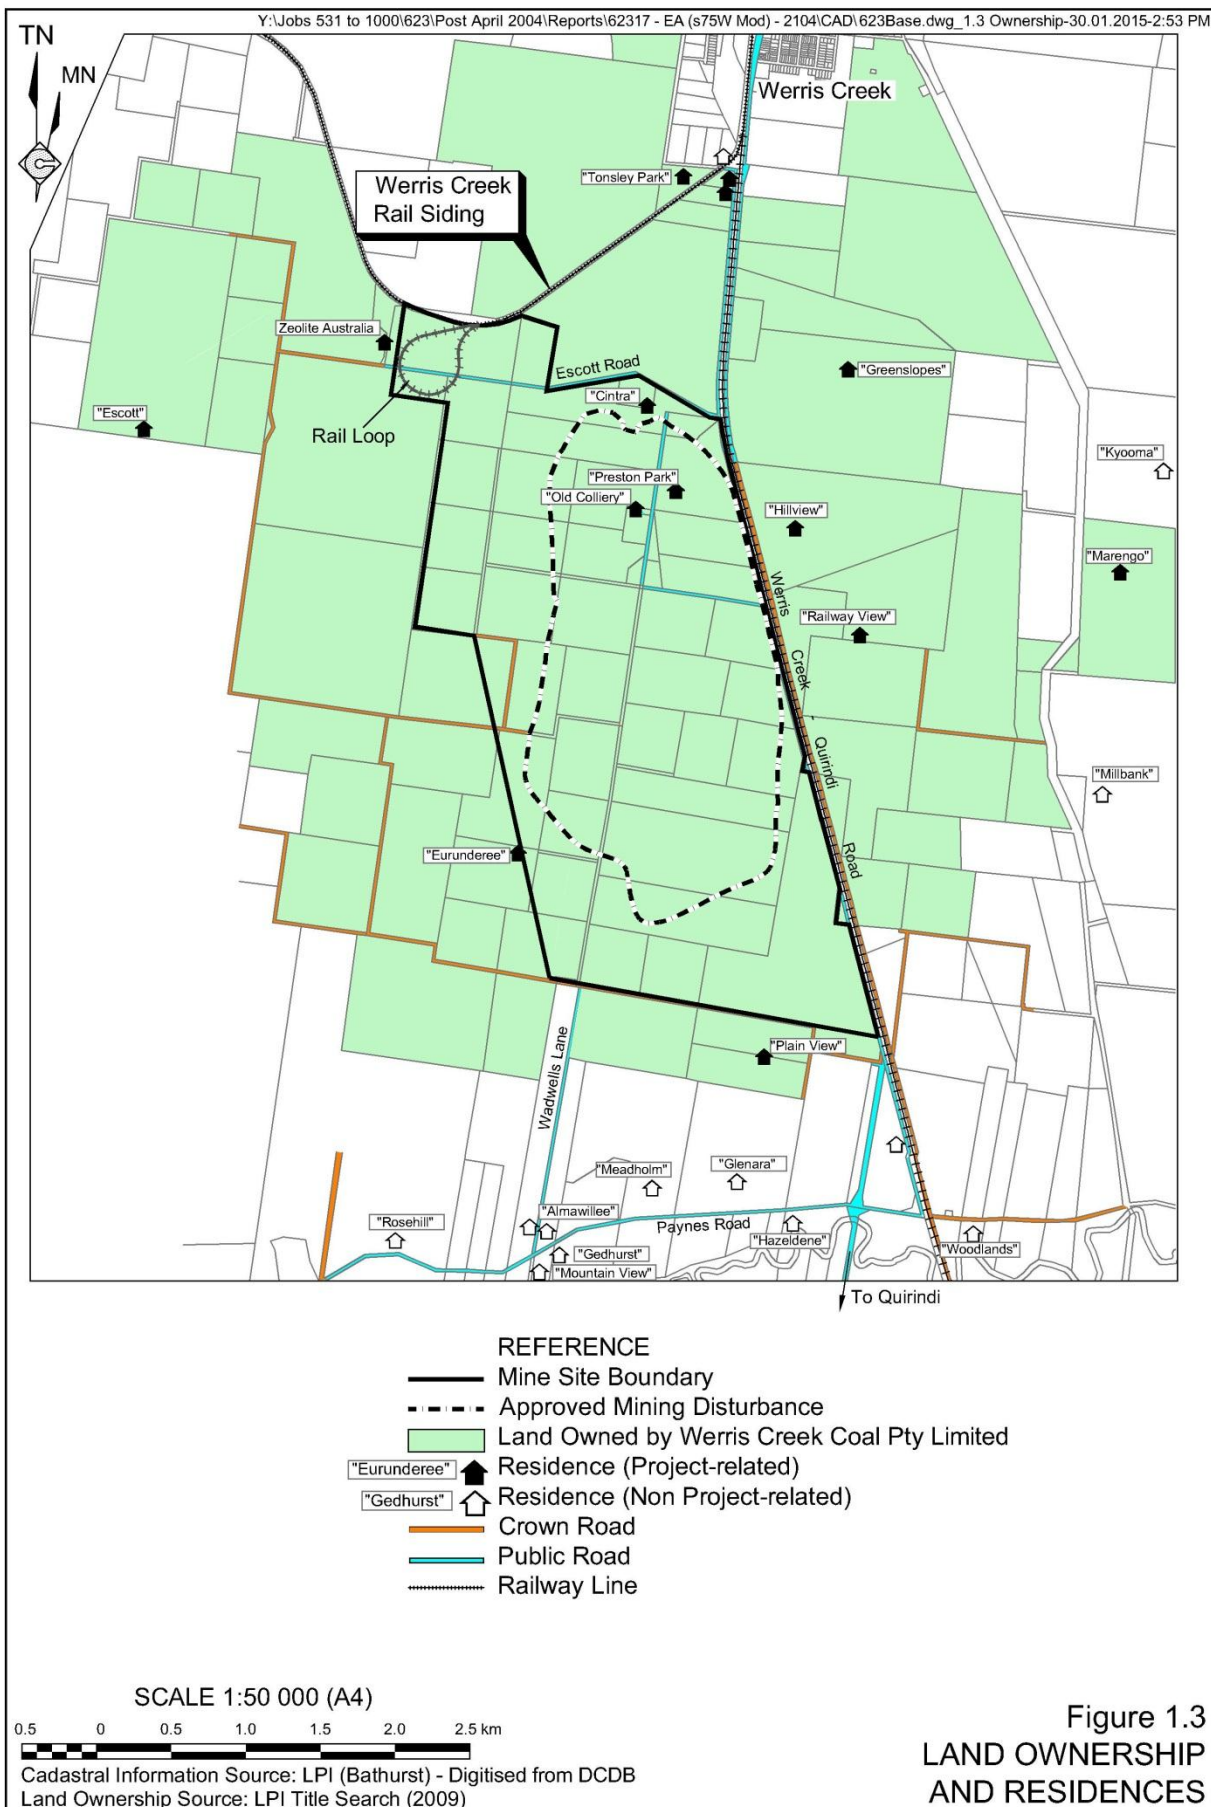 Y:\Jobs 531 to 1000\623\Post April 2004\Reports\62317 - EA (s75W Mod) - 2104\CAD\623Base.dwg_1.3 Ownership-30.01.2015-2:53 PM
TN
MN
Werris Creek
"Tonsley Park"
Werris Creek
Rail Siding
Zeolite Australia
Escott Road
"Greenslopes"
"Cintra"
"Escott"
Rail Loop
"Kyooma"
"Preston Park"
"Old Colliery"
"Hillview"
"Marengo"
"Railway View"
Werris Creek - Quirindi Road
"Millbank"
"Eurunderee"
"Plain View"
Wadwells Lane
"Meadholm"
"Glenara"
"Almawillee"
"Rosehill"
Paynes Road
"Hazeldene"
"Woodlands"
"Gedhurst"
"Mountain View"
To Quirindi
REFERENCE
Mine Site Boundary
Approved Mining Disturbance
Land Owned by Werris Creek Coal Pty Limited
"Eurunderee" Residence (Project-related)
"Gedhurst" Residence (Non Project-related)
Crown Road
Public Road
Railway Line
SCALE 1:50 000 (A4)
0.5 0 0.5 1.0 1.5 2.0 2.5 km
Cadastral Information Source: LPI (Bathurst) - Digitised from DCDB
Land Ownership Source: LPI Title Search (2009)
Figure 1.3
LAND OWNERSHIP
AND RESIDENCES